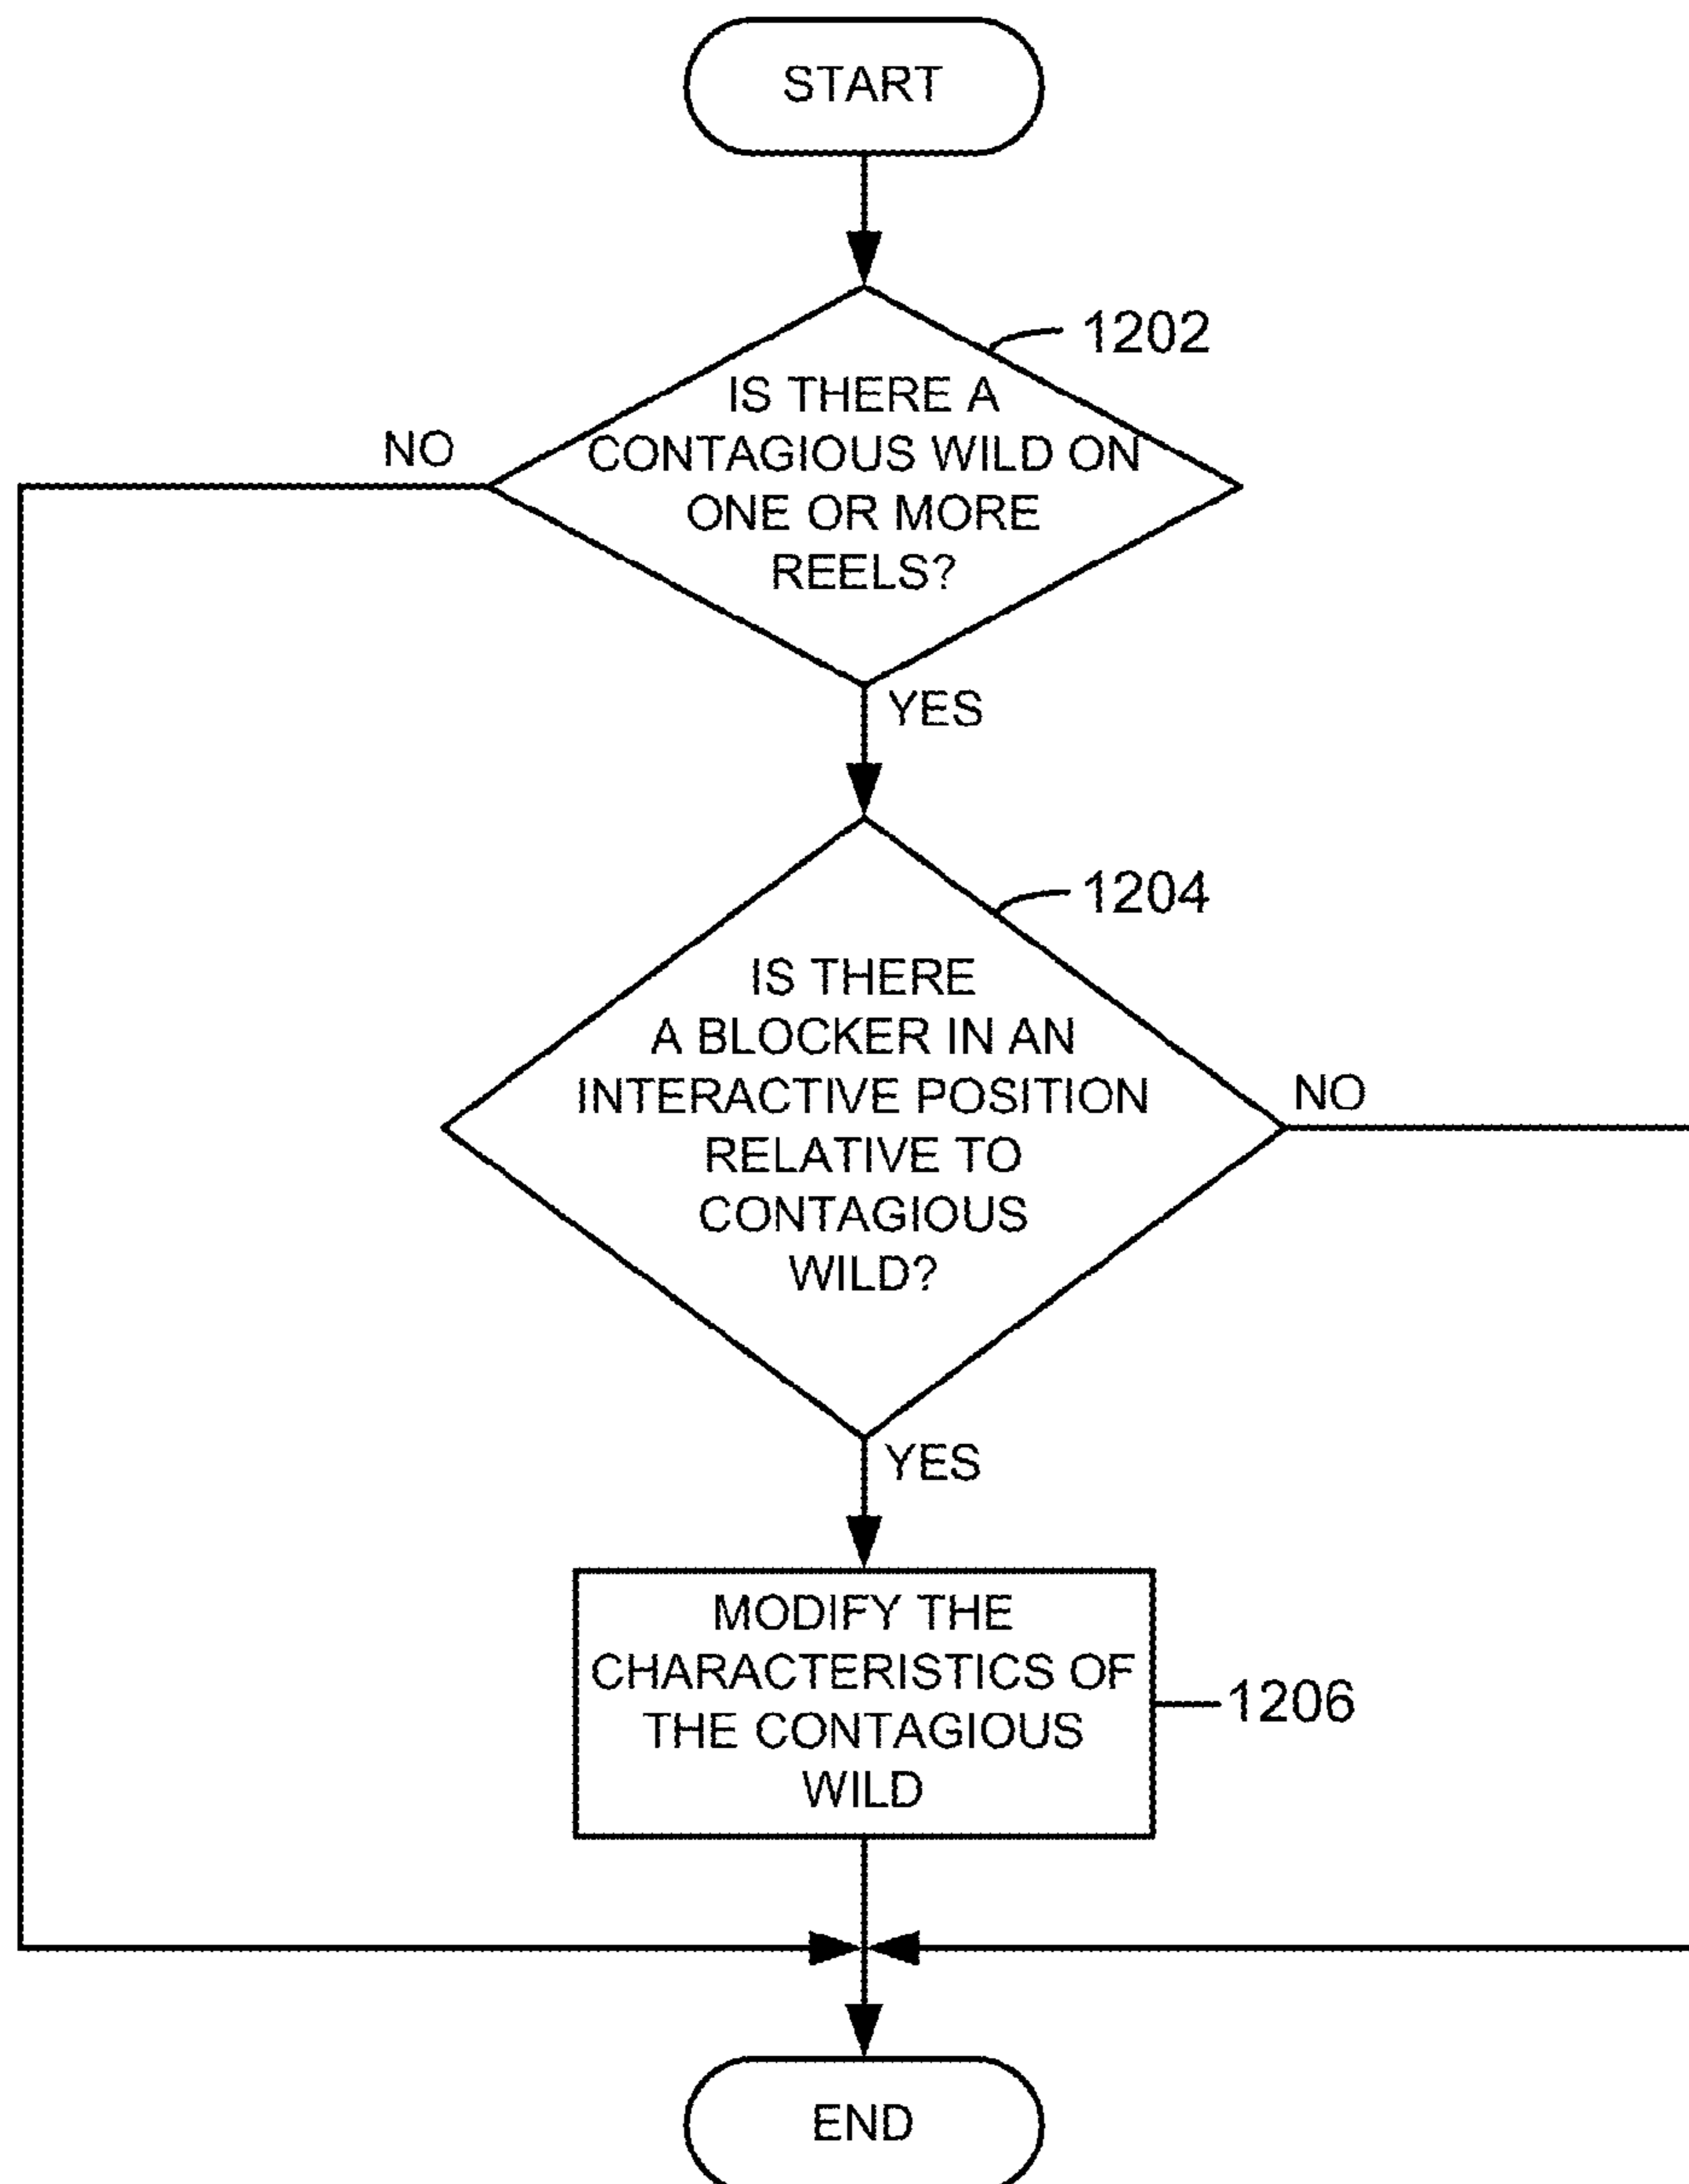 START
1202
IS THERE A
NO
CONTAGIOUS WILD ON
ONE OR MORE
REELS?
YES
1204
IS THERE
A BLOCKER IN AN
INTERACTIVE POSITION
NO
RELATIVE TO
CONTAGIOUS
WILD?
YES
MODIFY THE
CHARACTERISTICS OF
THE CONTAGIOUS
WILD
1206
END